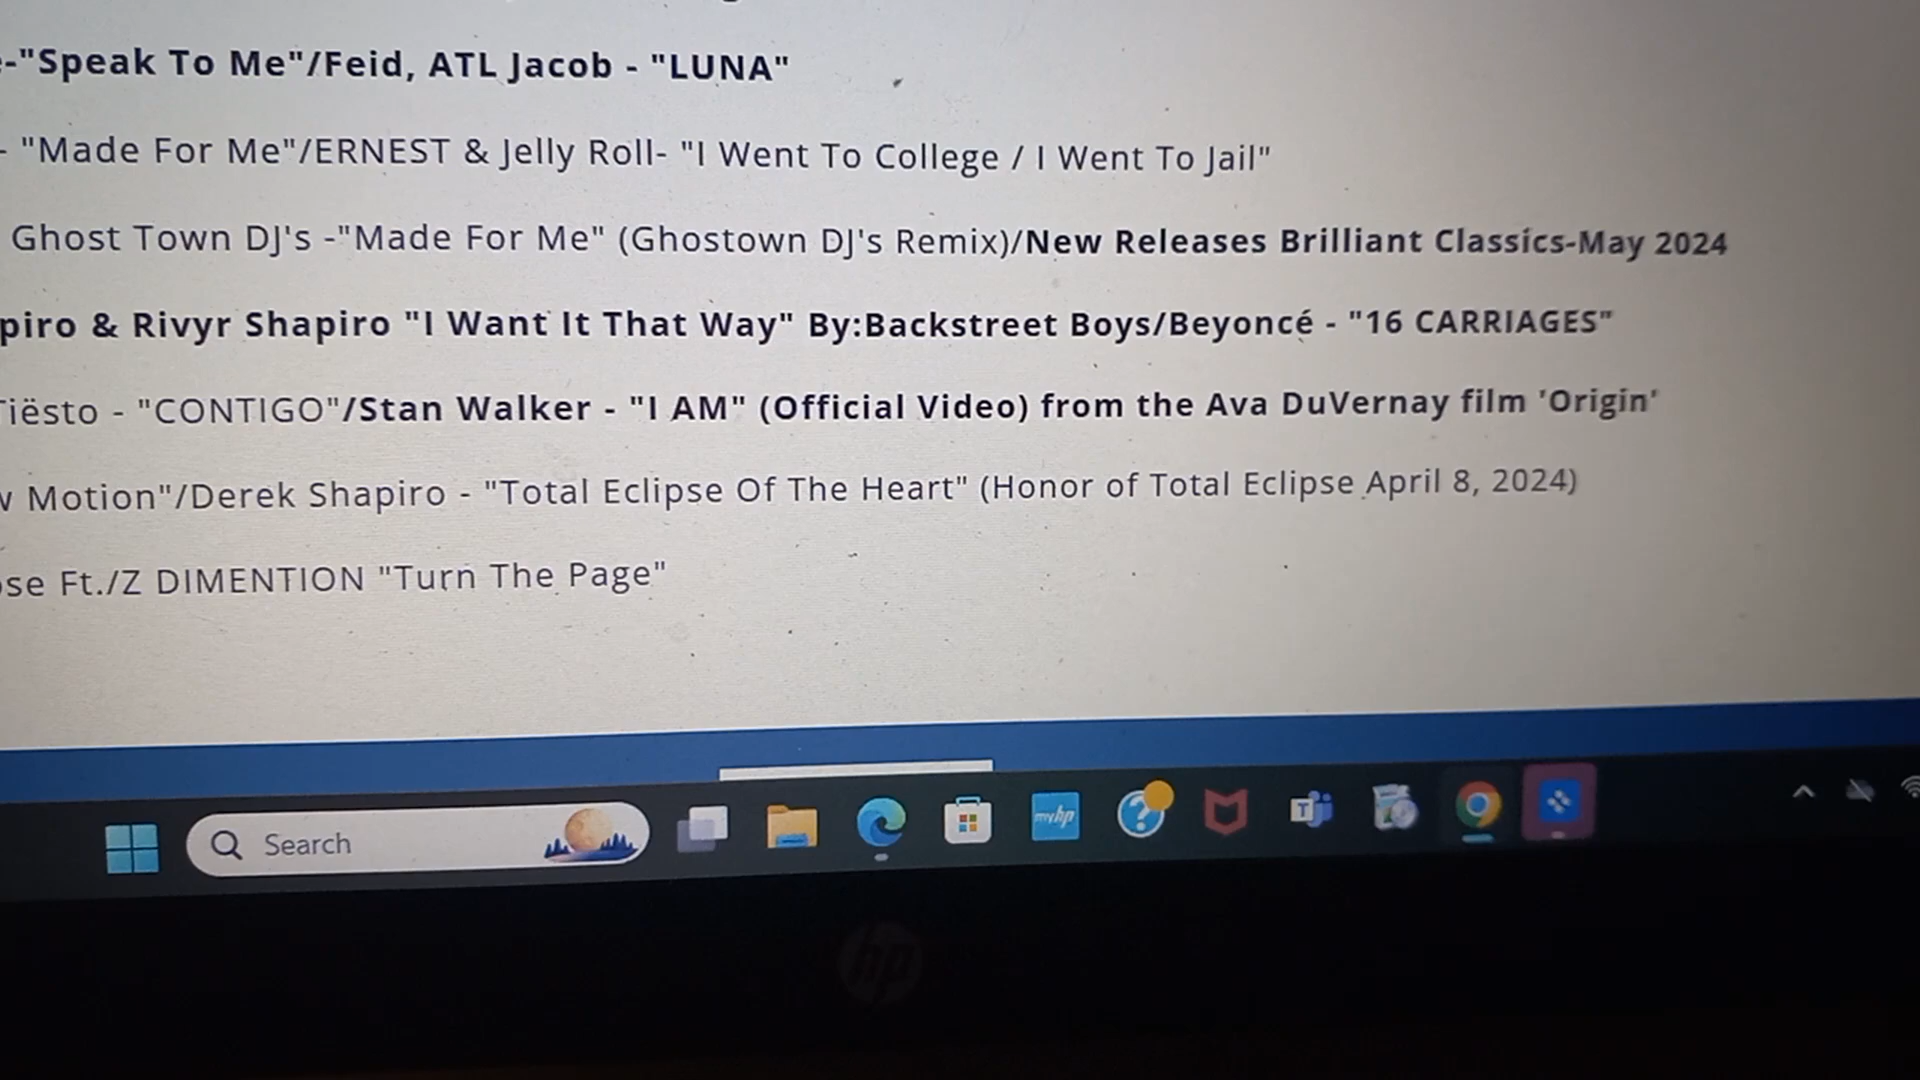 -"Speak To Me"/Feid, ATL Jacob - "LUNA"
- "Made For Me"/ERNEST & Jelly Roll- "I Went To College / I Went To Jail"
Ghost Town DJ's -"Made For Me" (Ghostown DJ's Remix)/New Releases Brilliant Classics-May 2024
piro & Rivyr Shapiro "I Want It That Way" By:Backstreet Boys/Beyoncé - "16 CARRIAGES"
iësto - "CONTIGO"/Stan Walker - "I AM" (Official Video) from the Ava DuVernay film 'Origin'
Motion"/Derek Shapiro - "Total Eclipse Of The Heart" (Honor of Total Eclipse April 8, 2024)
se Ft./Z DIMENTION "Turn The Page"
Search
myhp
T
hp